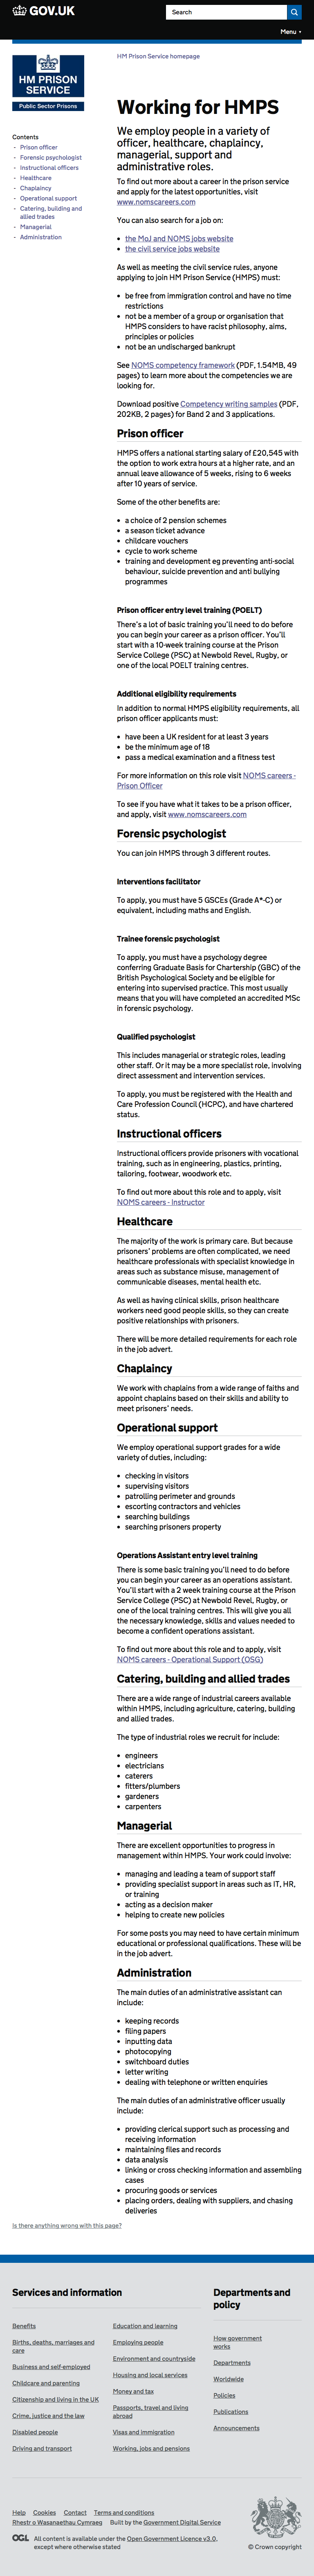 GOV.UK
Search
Menu
HM PRISON
SERVICE
Public Sector Prisons
HM Prison Service homepage
Contents
- Prison officer
- Forensic psychologist
- Instructional officers
- Healthcare
- Chaplaincy
- Operational support
- Catering, building and
allied trades
- Managerial
- Administration
Working for HMPS
We employ people in a variety of
officer, healthcare, chaplaincy,
managerial, support and
administrative roles.
To find out more about a career in the prison service
and apply for the latest opportunities, visit
www.nomscareers.com
You can also search for a job on:
• the MoJ and NOMS jobs website
• the civil service jobs website
As well as meeting the civil service rules, anyone
applying to join HM Prison Service (HMPS) must:
• be free from immigration control and have no time
restrictions
• not be a member of a group or organisation that
HMPS considers to have racist philosophy, aims,
principles or policies
• not be an undischarged bankrupt
See NOMS competency framework (PDF, 1.54MB, 49
pages) to learn more about the competencies we are
looking for.
Download positive Competency writing samples (PDF,
202KB, 2 pages) for Band 2 and 3 applications.
Prison officer
HMPS offers a national starting salary of £20,545 with
the option to work extra hours at a higher rate, and an
annual leave allowance of 5 weeks, rising to 6 weeks
after 10 years of service.
Some of the other benefits are:
• a choice of 2 pension schemes
• a season ticket advance
• childcare vouchers
• cycle to work scheme
• training and development eg preventing anti-social
behaviour, suicide prevention and anti bullying
programmes
Prison officer entry level training (POELT)
There's a lot of basic training you'll need to do before
you can begin your career as a prison officer. You'll
start with a 10-week training course at the Prison
Service College (PSC) at Newbold Revel, Rugby, or
one of the local POELT training centres.
Additional eligibility requirements
In addition to normal HMPS eligibility requirements, all
prison officer applicants must:
• have been a UK resident for at least 3 years
• be the minimum age of 18
• pass a medical examination and a fitness test
For more information on this role visit NOMS careers -
Prison Officer
To see if you have what it takes to be a prison officer,
and apply, visit www.nomscareers.com
Forensic psychologist
You can join HMPS through 3 different routes.
Interventions facilitator
To apply, you must have 5 GSCEs (Grade A*-C) or
equivalent, including maths and English.
Trainee forensic psychologist
To apply, you must have a psychology degree
conferring Graduate Basis for Chartership (GBC) of the
British Psychological Society and be eligible for
entering into supervised practice. This most usually
means that you will have completed an accredited MSc
in forensic psychology.
Qualified psychologist
This includes managerial or strategic roles, leading
other staff. Or it may be a more specialist role, involving
direct assessment and intervention services.
To apply, you must be registered with the Health and
Care Profession Council (HCPC), and have chartered
status.
Instructional officers
Instructional officers provide prisoners with vocational
training, such as in engineering, plastics, printing,
tailoring, footwear, woodwork etc.
To find out more about this role and to apply, visit
NOMS careers - Instructor
Healthcare
The majority of the work is primary care. But because
prisoners' problems are often complicated, we need
healthcare professionals with specialist knowledge in
areas such as substance misuse, management of
communicable diseases, mental health etc.
As well as having clinical skills, prison healthcare
workers need good people skills, so they can create
positive relationships with prisoners.
There will be more detailed requirements for each role
in the job advert.
Chaplaincy
We work with chaplains from a wide range of faiths and
appoint chaplains based on their skills and ability to
meet prisoners' needs.
Operational support
We employ operational support grades for a wide
variety of duties, including:
• checking in visitors
• supervising visitors
• patrolling perimeter and grounds
• escorting contractors and vehicles
• searching buildings
• searching prisoners property
Operations Assistant entry level training
There is some basic training you'll need to do before
you can begin your career as an operations assistant.
You'll start with a 2 week training course at the Prison
Service College (PSC) at Newbold Revel, Rugby, or
one of the local training centres. This will give you all
the necessary knowledge, skills and values needed to
become a confident operations assistant.
To find out more about this role and to apply, visit
NOMS careers - Operational Support (OSG)
Catering, building and allied trades
There are a wide range of industrial careers available
within HMPS, including agriculture, catering, building
and allied trades.
The type of industrial roles we recruit for include:
• engineers
• electricians
• caterers
• fitters/plumbers
• gardeners
• carpenters
Managerial
There are excellent opportunities to progress in
management within HMPS. Your work could involve:
• managing and leading a team of support staff
• providing specialist support in areas such as IT, HR,
or training
• acting as a decision maker
• helping to create new policies
For some posts you may need to have certain minimum
educational or professional qualifications. These will be
in the job advert.
Administration
The main duties of an administrative assistant can
include:
• keeping records
• filing papers
• inputting data
• photocopying
• switchboard duties
• letter writing
• dealing with telephone or written enquiries
The main duties of an administrative officer usually
include:
• providing clerical support such as processing and
receiving information
• maintaining files and records
• data analysis
• linking or cross checking information and assembling
cases
• procuring goods or services
• placing orders, dealing with suppliers, and chasing
deliveries
Is there anything wrong with this page?
Services and information
Benefits
Births, deaths, marriages and
care
Business and self-employed
Childcare and parenting
Citizenship and living in the UK
Crime, justice and the law
Disabled people
Driving and transport
Education and learning
Employing people
Environment and countryside
Housing and local services
Money and tax
Passports, travel and living
abroad
Visas and immigration
Working, jobs and pensions
Departments and
policy
How government
works
Departments
Worldwide
Policies
Publications
Announcements
Help Cookies Contact Terms and conditions
Rhestr o Wasanaethau Cymraeg Built by the Government Digital Service
OGL All content is available under the Open Government Licence v3.0,
except where otherwise stated
© Crown copyright